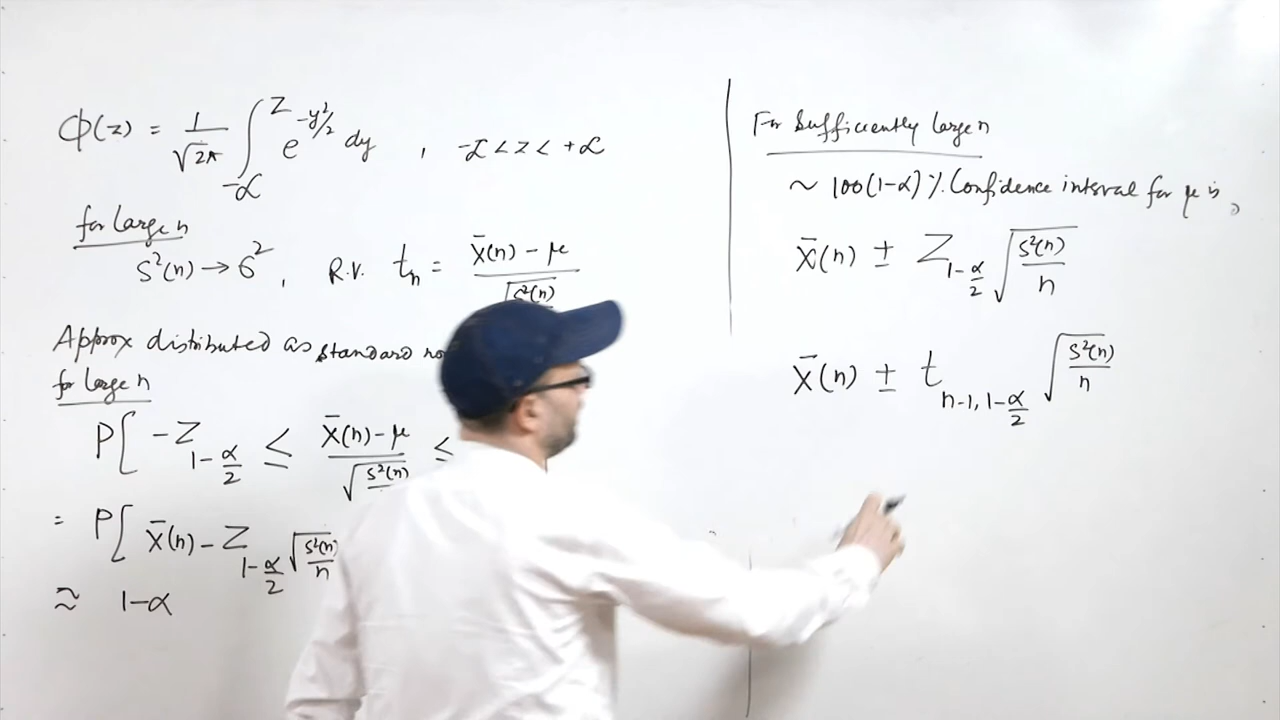 Φ(z) = 1/√2π ∫_{-∞}^{z} e^{-y²/2} dy , -∞ < z < +∞
for large n
S²(n) → σ² , R.V. t_n = (X̄(n) - μ) / √(S²(n)
Approx distributed as standard
for large n
P[ -Z_{1-α/2} ≤ (X̄(n) - μ) / √(S²(n) ≤
= P[ X̄(n) - Z_{1-α/2} √(S²(n)/n)
≈ 1-α
For Sufficiently large n
~ 100(1-α) % Confidence interval for μ is,
X̄(n) ± Z_{1-α/2} √(S²(n)/n)
X̄(n) ± t_{n-1, 1-α/2} √(S²(n)/n)